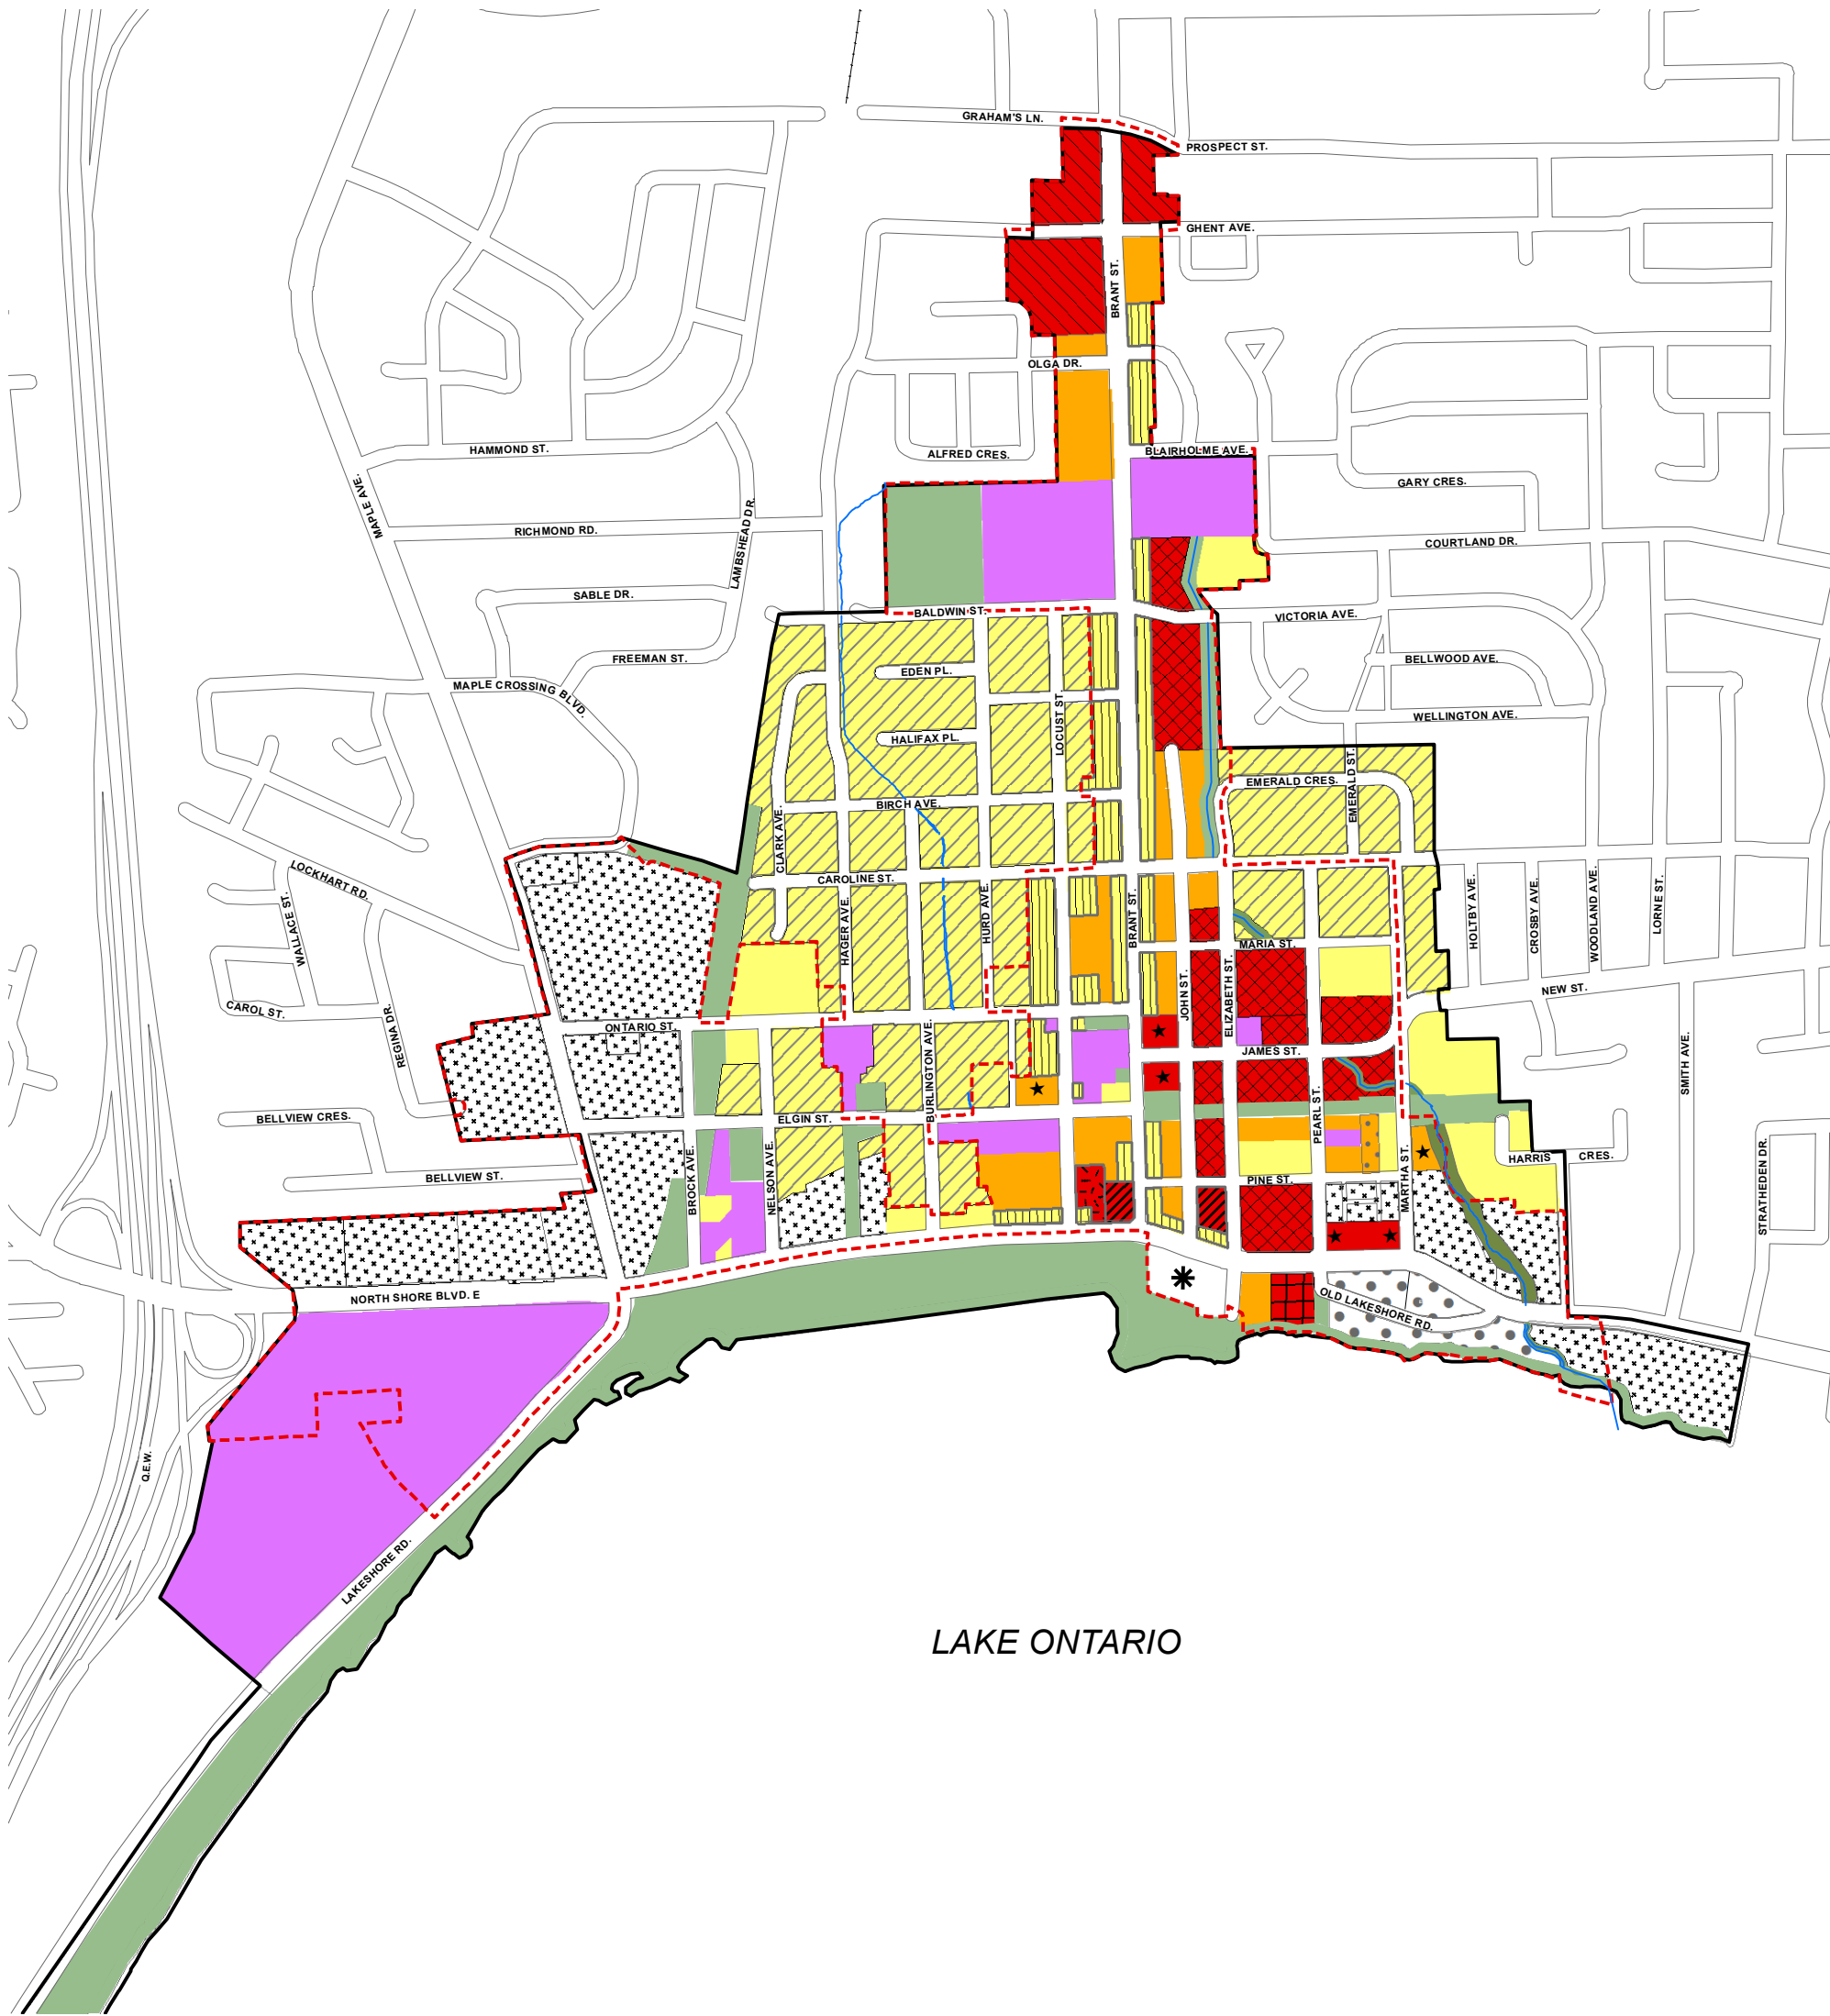 GRAHAM'S LN.
PROSPECT ST.
GHENT AVE.
BRANT ST.
OLGA DR.
HAMMOND ST.
ALFRED CRES.
BLAIRHOLME AVE.
GARY CRES.
MAPLE AVE.
RICHMOND RD.
LAMBSHEAD DR.
COURTLAND DR.
SABLE DR.
BALDWIN ST.
VICTORIA AVE.
FREEMAN ST.
EDEN PL.
BELLWOOD AVE.
MAPLE CROSSING BLVD.
LOCUST ST.
WELLINGTON AVE.
HALIFAX PL.
EMERALD CRES.
EMERALD ST.
BIRCH AVE.
CLARK AVE.
LOCKHART RD.
CAROLINE ST.
WALLACE ST.
HAGER AVE.
HURD AVE.
BRANT ST.
MARIA ST.
HOLTBY AVE.
CROSBY AVE.
WOODLAND AVE.
LORNE ST.
JOHN ST.
ELIZABETH ST.
NEW ST.
CAROL ST.
REGINA DR.
ONTARIO ST.
BURLINGTON AVE.
JAMES ST.
SMITH AVE.
BELLVIEW CRES.
ELGIN ST.
PEARL ST.
BELLVIEW ST.
BROCK AVE.
NELSON AVE.
PINE ST.
MARTHA ST.
HARRIS
CRES.
STRATHEDEN DR.
NORTH SHORE BLVD. E
OLD LAKESHORE RD.
Q.E.W.
LAKESHORE RD.
LAKE ONTARIO